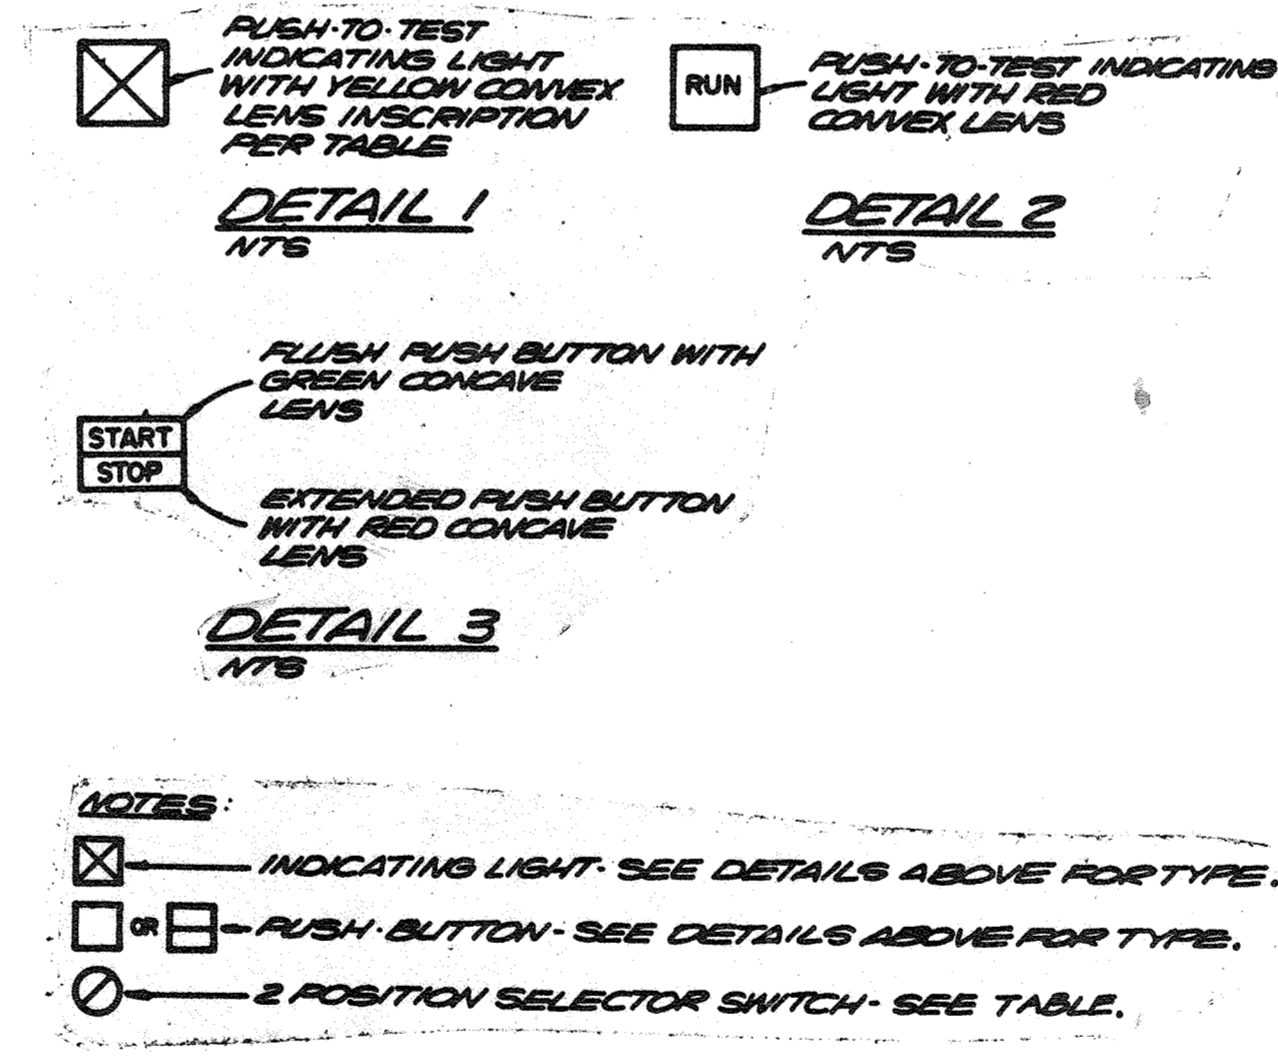 PUSH-TO-TEST
INDICATING LIGHT
WITH YELLOW CONVEX
LENS INSCRIPTION
PER TABLE
DETAIL 1
NTS
RUN
PUSH-TO-TEST INDICATING
LIGHT WITH RED
CONVEX LENS
DETAIL 2
NTS
START
STOP
FLUSH PUSH BUTTON WITH
GREEN CONCAVE
LENS
EXTENDED PUSH BUTTON
WITH RED CONCAVE
LENS
DETAIL 3
NTS
NOTES:
INDICATING LIGHT- SEE DETAILS ABOVE FOR TYPE.
OR
PUSH-BUTTON- SEE DETAILS ABOVE FOR TYPE.
2 POSITION SELECTOR SWITCH- SEE TABLE.